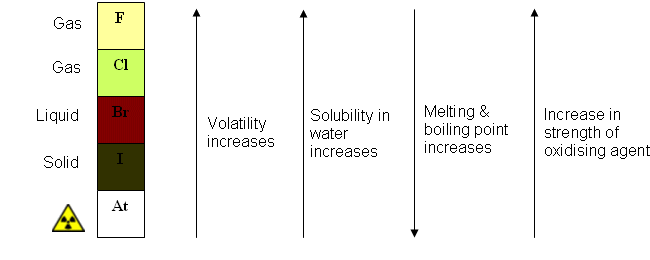 Gas F
Gas Cl
Liquid Br
Solid I
At
Volatility
increases
Solubility in
water
increases
Melting &
boiling point
increases
Increase in
strength of
oxidising agent